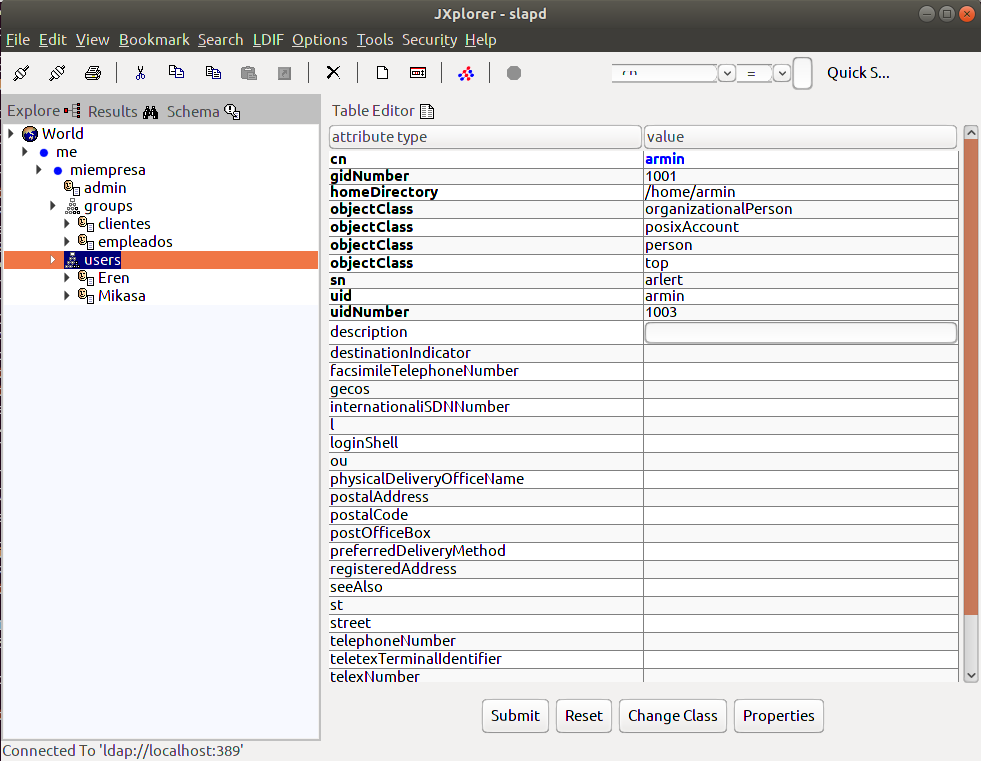 JXplorer - slapd
File Edit View Bookmark Search LDIF Options Tools Security Help
= Quick S...
Explore Results Schema
World
me
miempresa
admin
groups
clientes
empleados
users
Eren
Mikasa
Table Editor
attribute type value
cn armin
gidNumber 1001
homeDirectory /home/armin
objectClass organizationalPerson
objectClass posixAccount
objectClass person
objectClass top
sn arlert
uid armin
uidNumber 1003
description
destinationIndicator
facsimileTelephoneNumber
gecos
internationaliSDNNumber
l
loginShell
ou
physicalDeliveryOfficeName
postalAddress
postalCode
postOfficeBox
preferredDeliveryMethod
registeredAddress
seeAlso
st
street
telephoneNumber
teletexTerminalIdentifier
telexNumber
Submit Reset Change Class Properties
Connected To 'ldap://localhost:389'